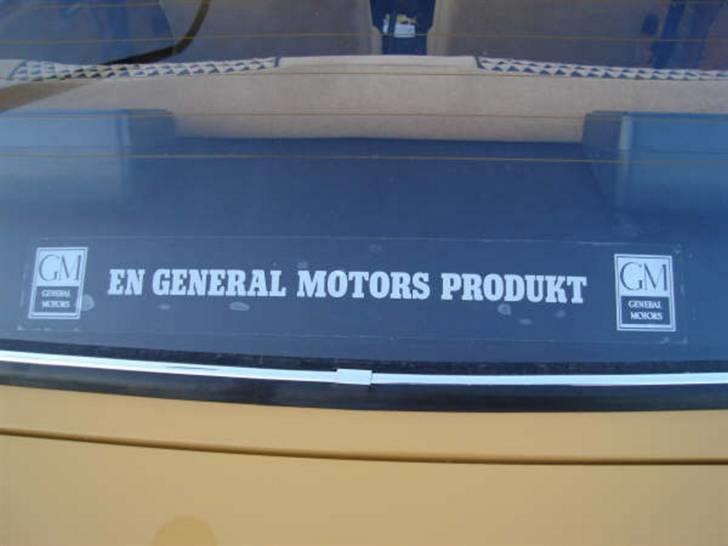 GM
GENERAL
MOTORS
EN GENERAL MOTORS PRODUKT
GM
GENERAL
MOTORS